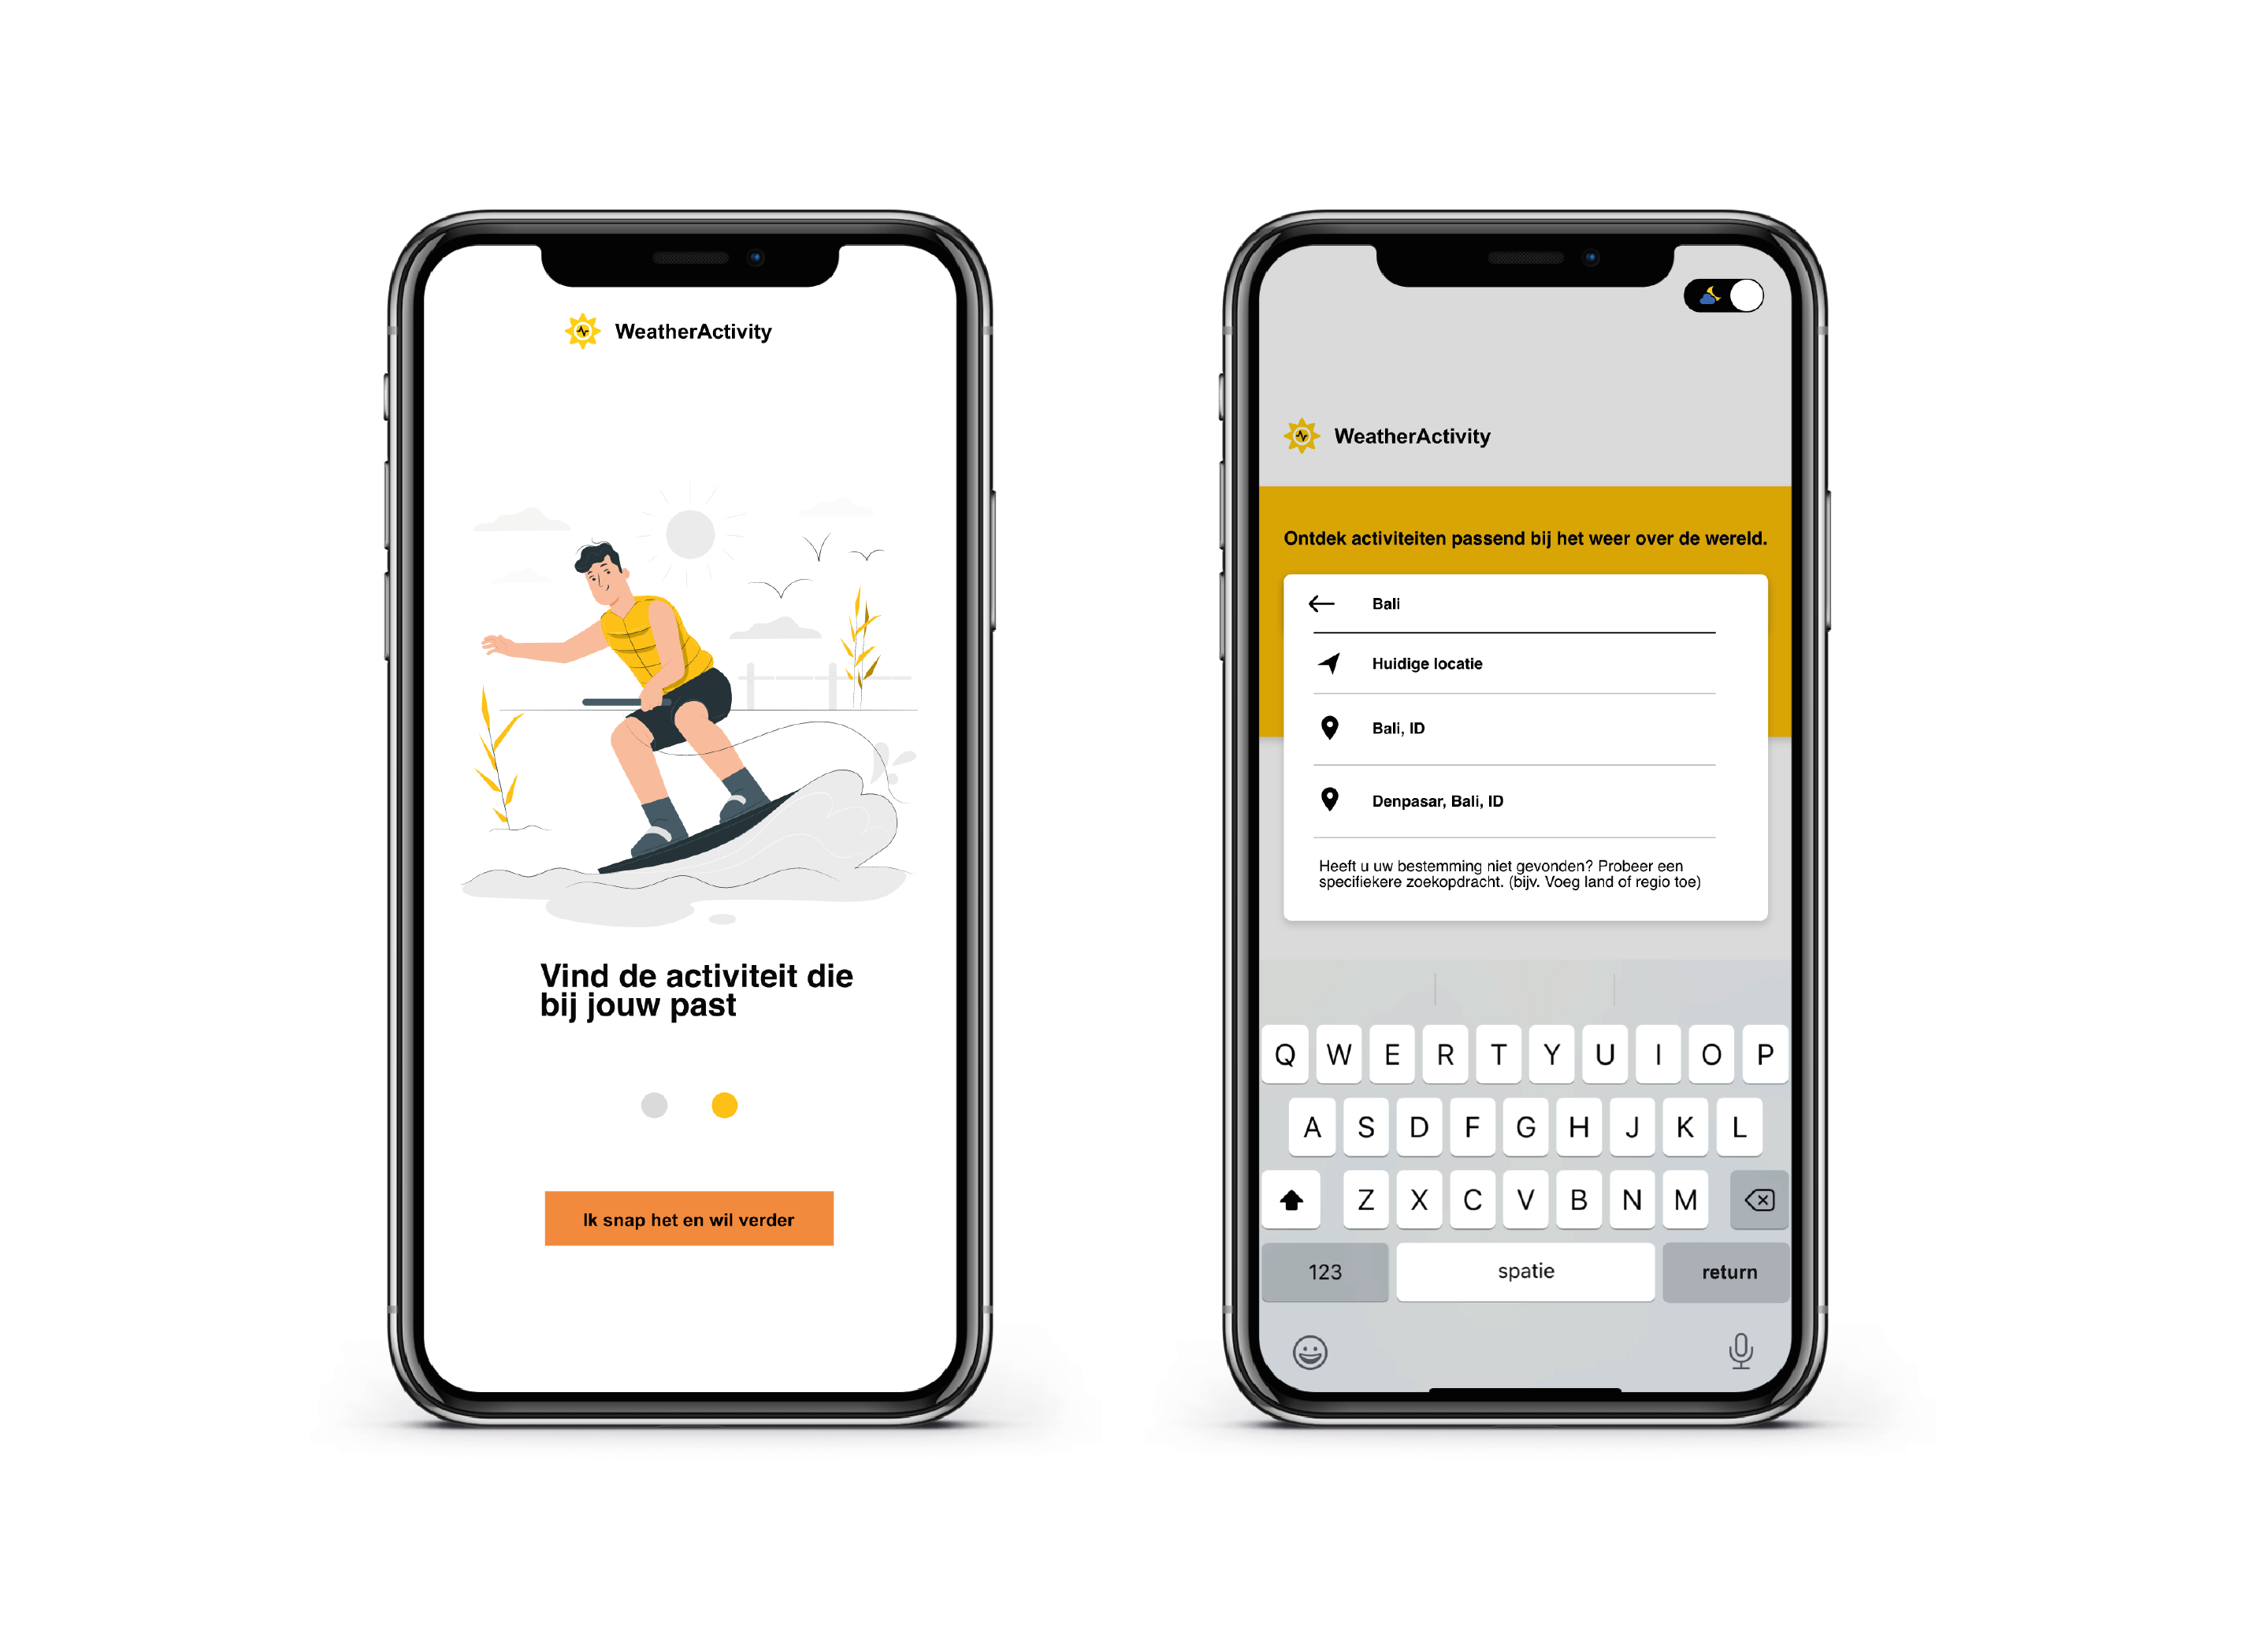 WeatherActivity
Vind de activiteit die
bij jouw past
Ik snap het en wil verder
WeatherActivity
Ontdek activiteiten passend bij het weer over de wereld.
Bali
Huidige locatie
Bali, ID
Denpasar, Bali, ID
Heeft u uw bestemming niet gevonden? Probeer een
specifiekere zoekopdracht. (bijv. Voeg land of regio toe)
Q W E R T Y U I O P
A S D F G H J K L
Z X C V B N M
123 spatie return